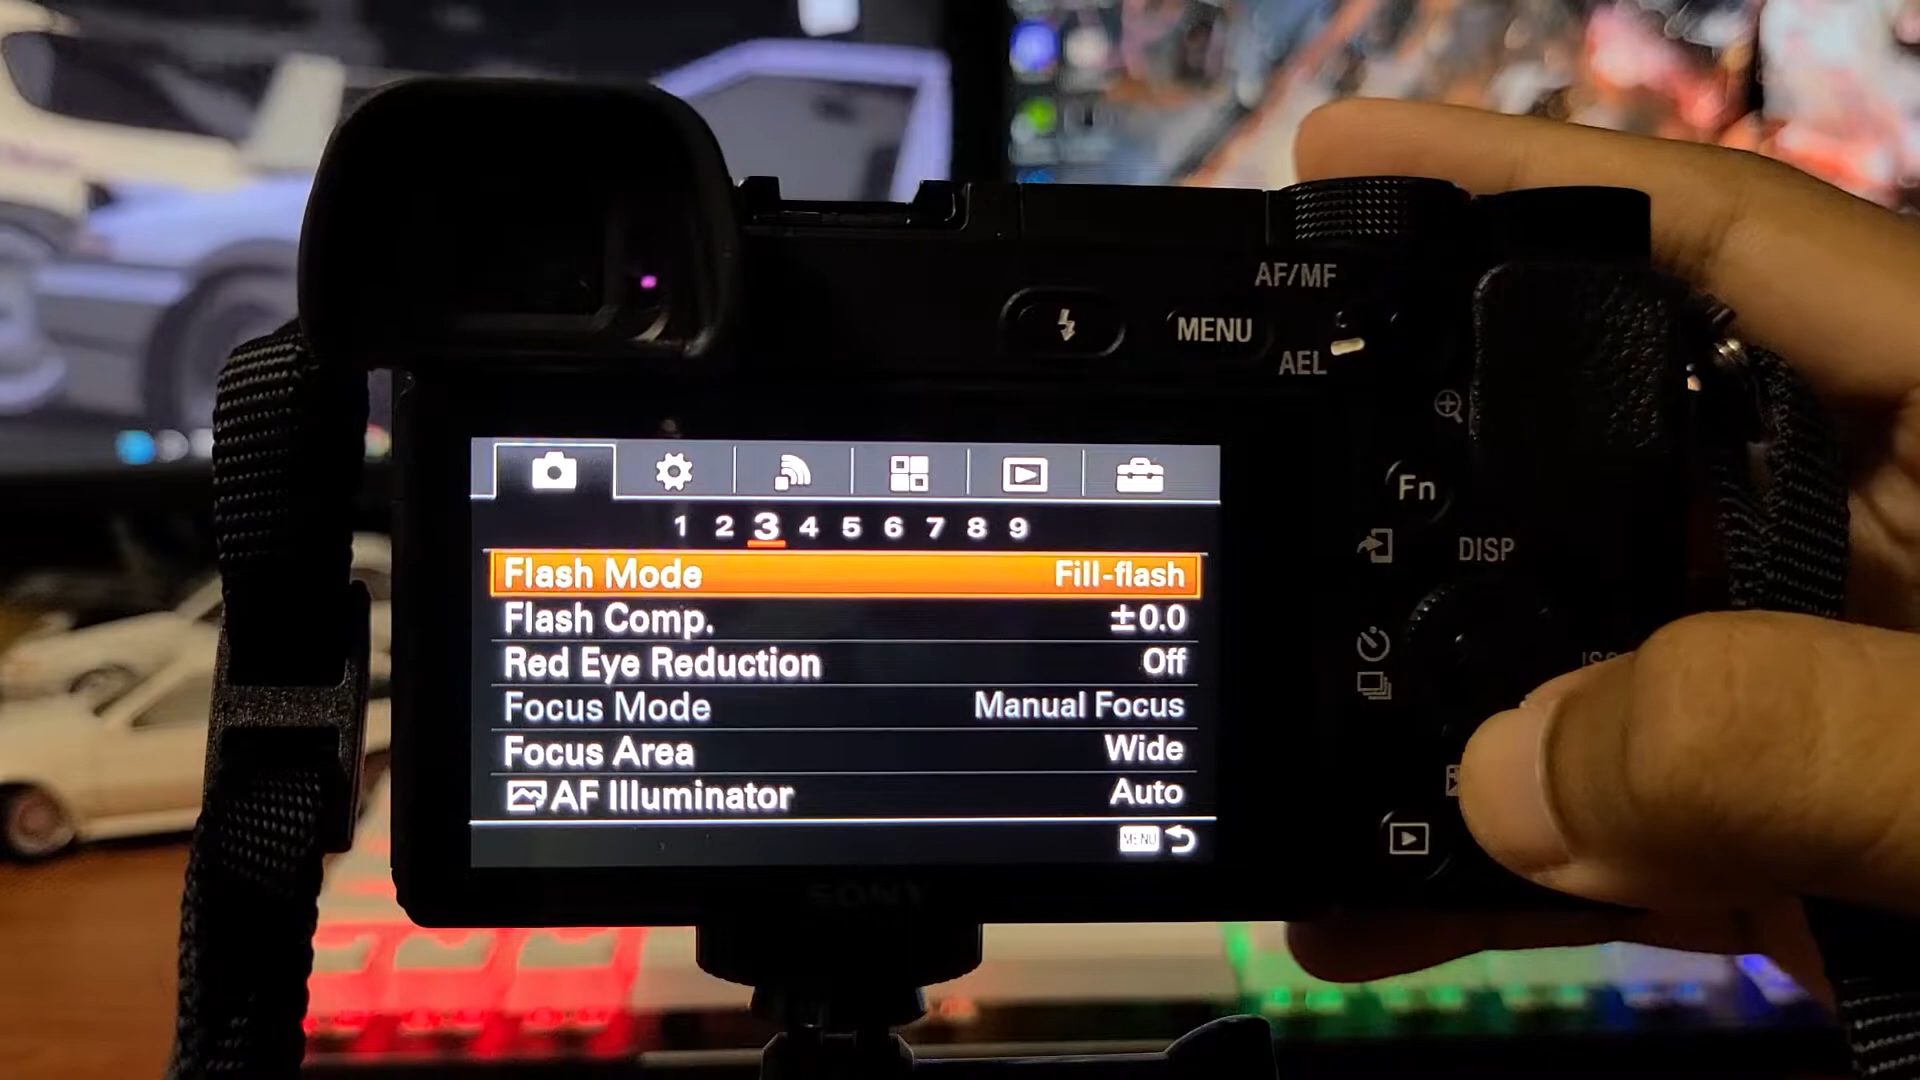 AF/MF
MENU
AEL
Fn
DISP
1 2 3 4 5 6 7 8 9
Flash Mode Fill-flash
Flash Comp. ±0.0
Red Eye Reduction Off
Focus Mode Manual Focus
Focus Area Wide
AF Illuminator Auto
MENU
SONY